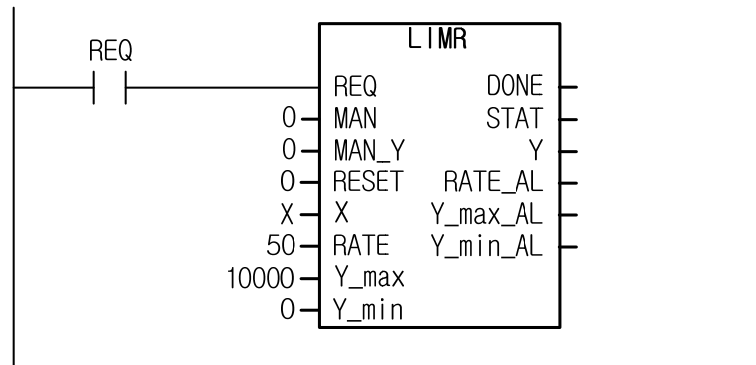 LIMR
REQ
REQ DONE
0 MAN STAT
0 MAN_Y Y
0 RESET RATE_AL
X X Y_max_AL
50 RATE Y_min_AL
10000 Y_max
0 Y_min